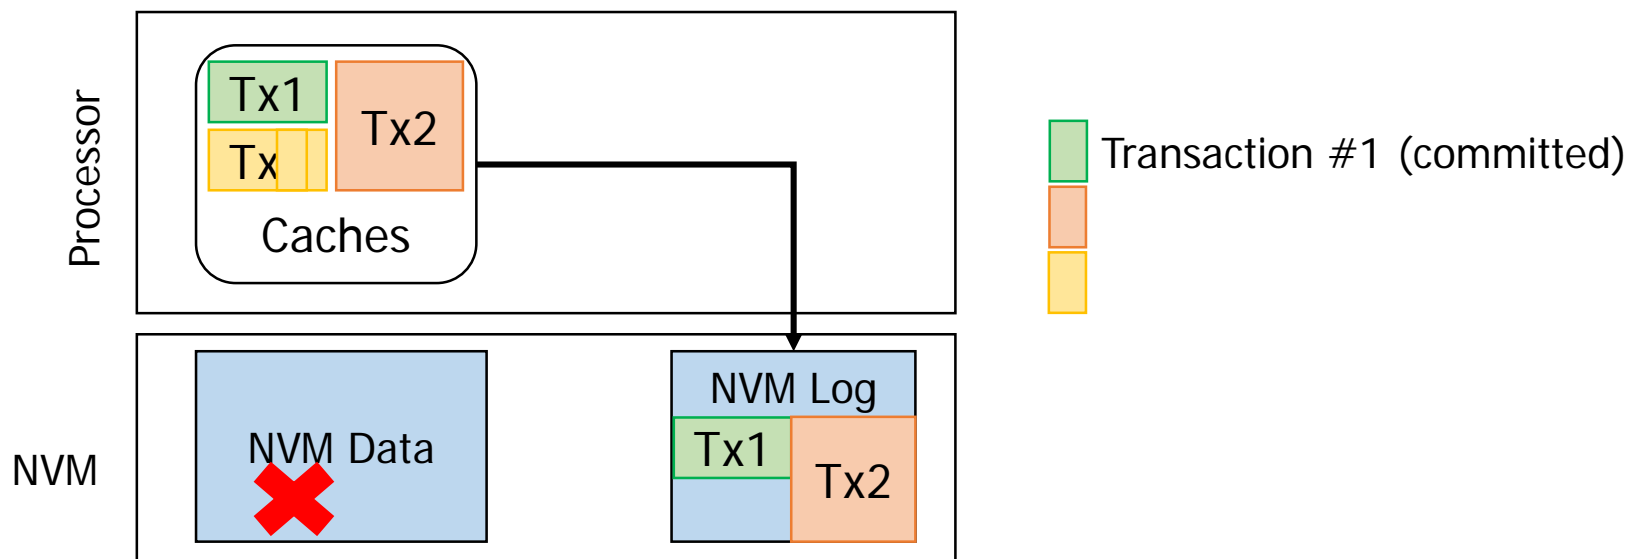 Processor
Tx1
Tx2
Tx
Caches
Transaction #1 (committed)
NVM
NVM Data
NVM Log
Tx1
Tx2